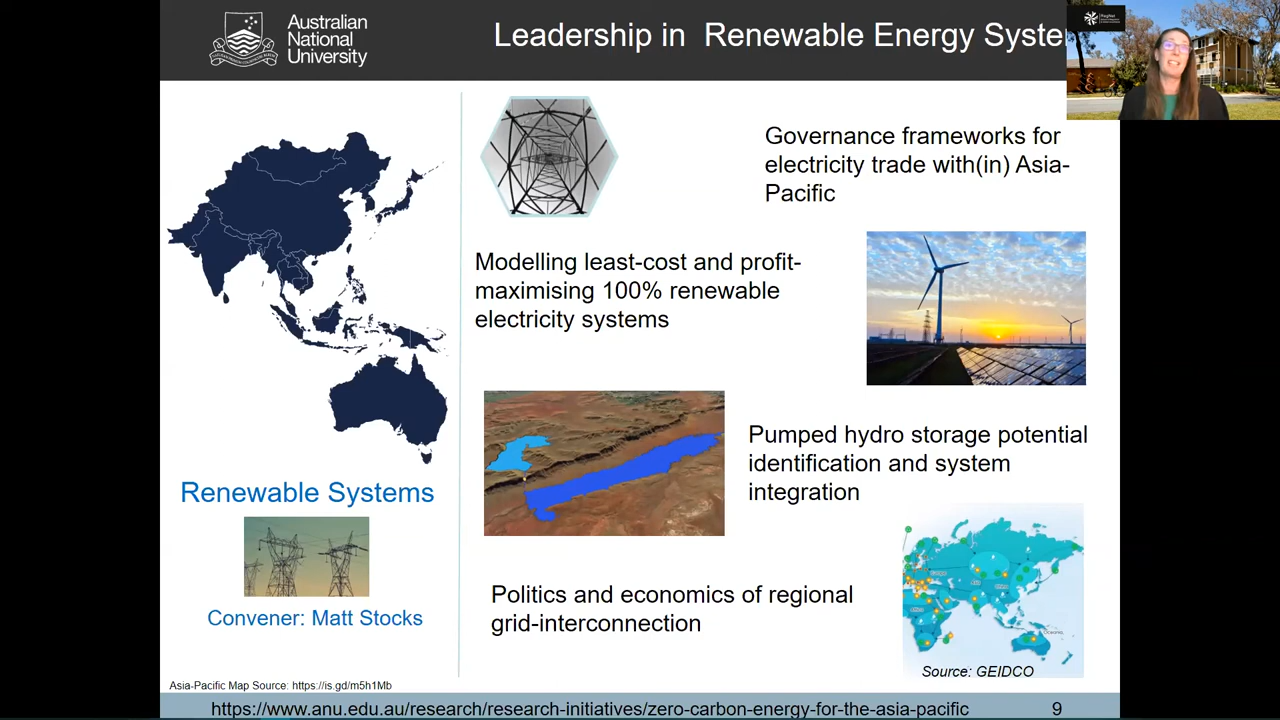 Australian
National
University
Leadership in Renewable Energy Syste
RegNet
Governance frameworks for
electricity trade with(in) Asia-
Pacific
Modelling least-cost and profit-
maximising 100% renewable
electricity systems
Pumped hydro storage potential
identification and system
integration
Renewable Systems
Convener: Matt Stocks
Politics and economics of regional
grid-interconnection
Source: GEIDCO
Asia-Pacific Map Source: https://is.gd/m5h1Mb
https://www.anu.edu.au/research/research-initiatives/zero-carbon-energy-for-the-asia-pacific
9